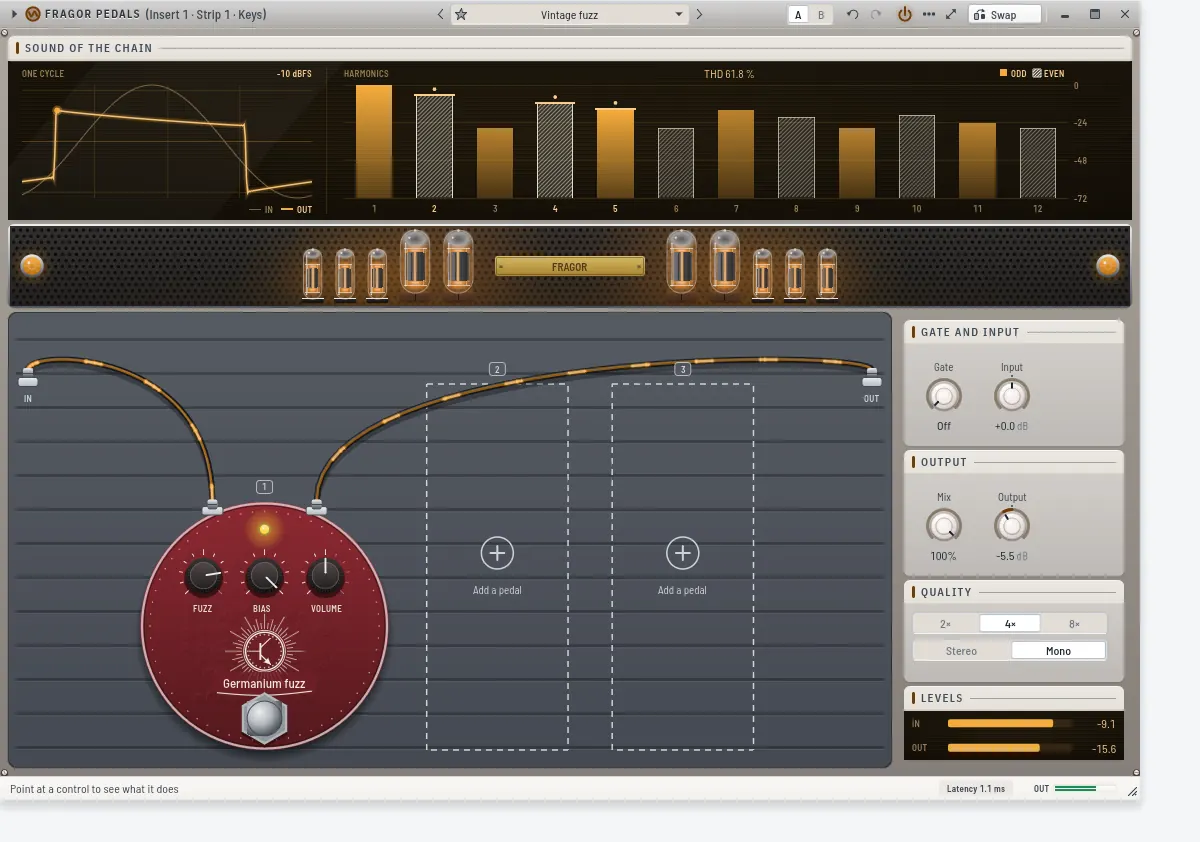 FRAGOR PEDALS (Insert 1 · Strip 1 · Keys)
Vintage fuzz
A B
Swap
SOUND OF THE CHAIN
ONE CYCLE -10 dBFS
HARMONICS
THD 61.8 %
ODD EVEN
0
-24
-48
-72
IN OUT
1 2 3 4 5 6 7 8 9 10 11 12
FRAGOR
IN
OUT
1
2
3
FUZZ BIAS VOLUME
Germanium fuzz
Add a pedal
Add a pedal
GATE AND INPUT
Gate Input
Off +0.0 dB
OUTPUT
Mix Output
100% -5.5 dB
QUALITY
2× 4× 8×
Stereo Mono
LEVELS
IN -9.1
OUT -15.6
Point at a control to see what it does
Latency 1.1 ms
OUT